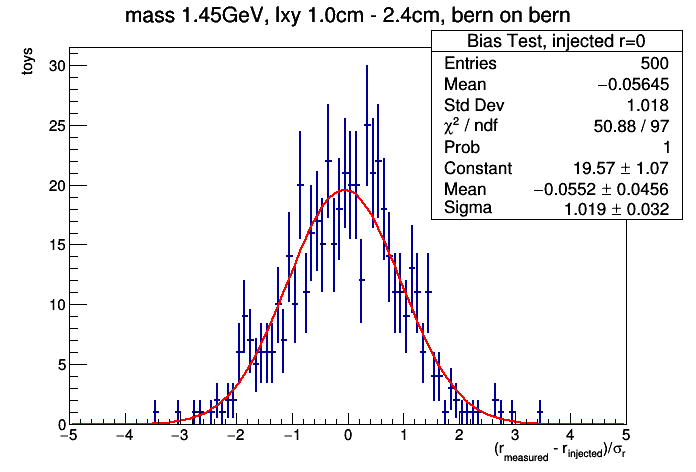 mass 1.45GeV, lxy 1.0cm - 2.4cm, bern on bern
toys
Bias Test, injected r=0
Entries 500
Mean −0.05645
Std Dev 1.018
χ² / ndf 50.88 / 97
Prob 1
Constant 19.57 ± 1.07
Mean −0.0552 ± 0.0456
Sigma 1.019 ± 0.032
30
25
20
15
10
5
0
−5 −4 −3 −2 −1 0 1 2 3 4 5
(r_measured - r_injected)/σ_r